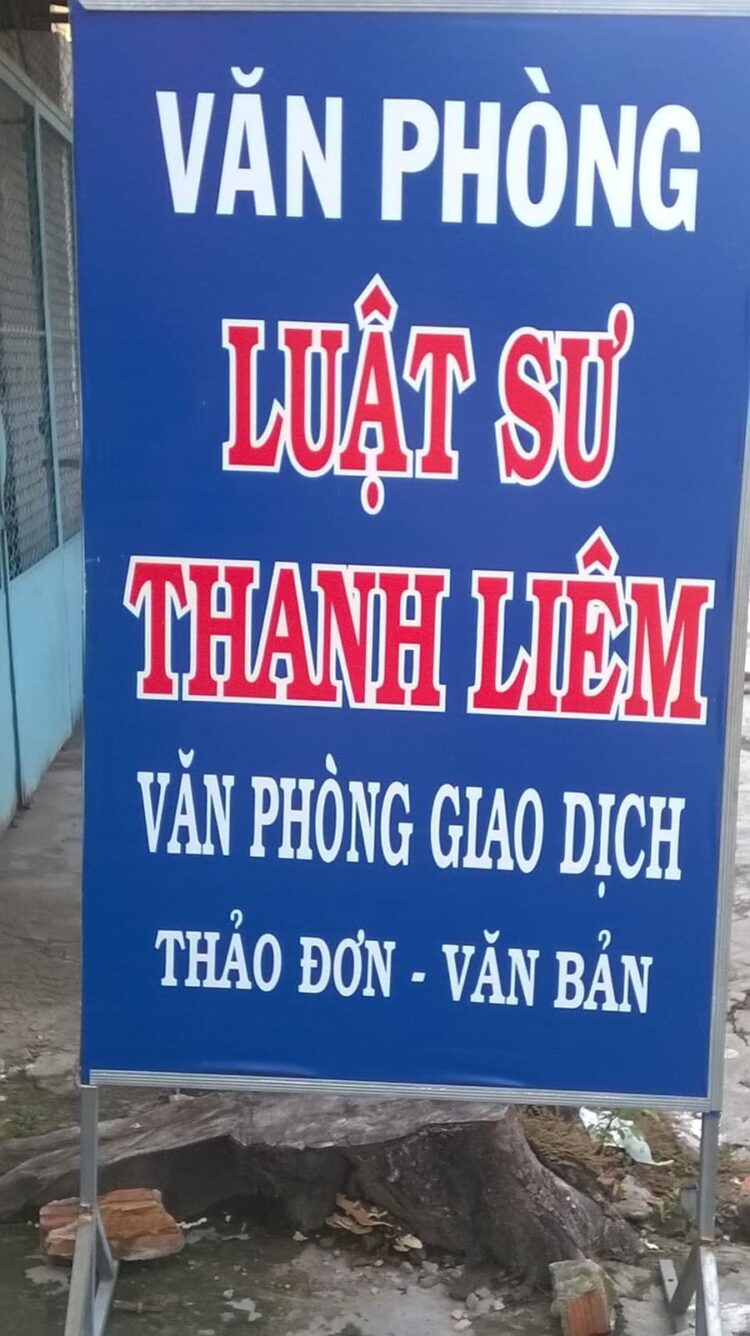 VĂN PHÒNG
LUẬT SƯ
THANH LIÊM
VĂN PHÒNG GIAO DỊCH
THẢO ĐƠN - VĂN BẢN